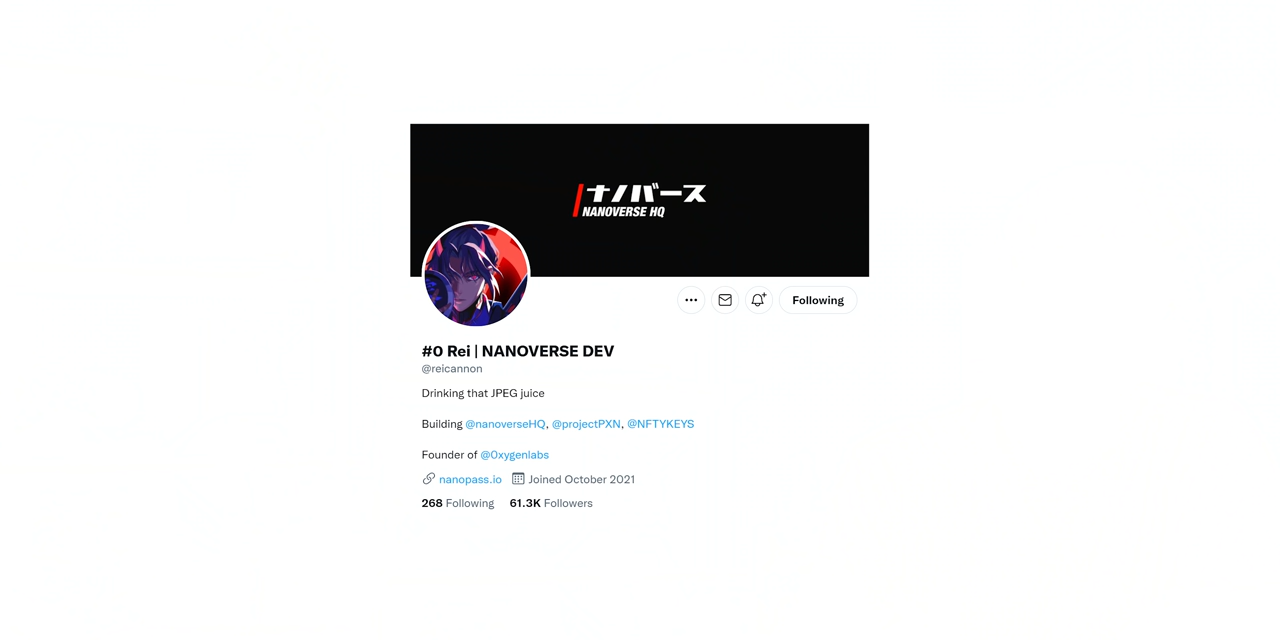 ナノバース
NANOVERSE HQ
Following
#0 Rei | NANOVERSE DEV
@reicannon
Drinking that JPEG juice
Building @nanoverseHQ, @projectPXN, @NFTYKEYS
Founder of @0xygenlabs
nanopass.io Joined October 2021
268 Following 61.3K Followers